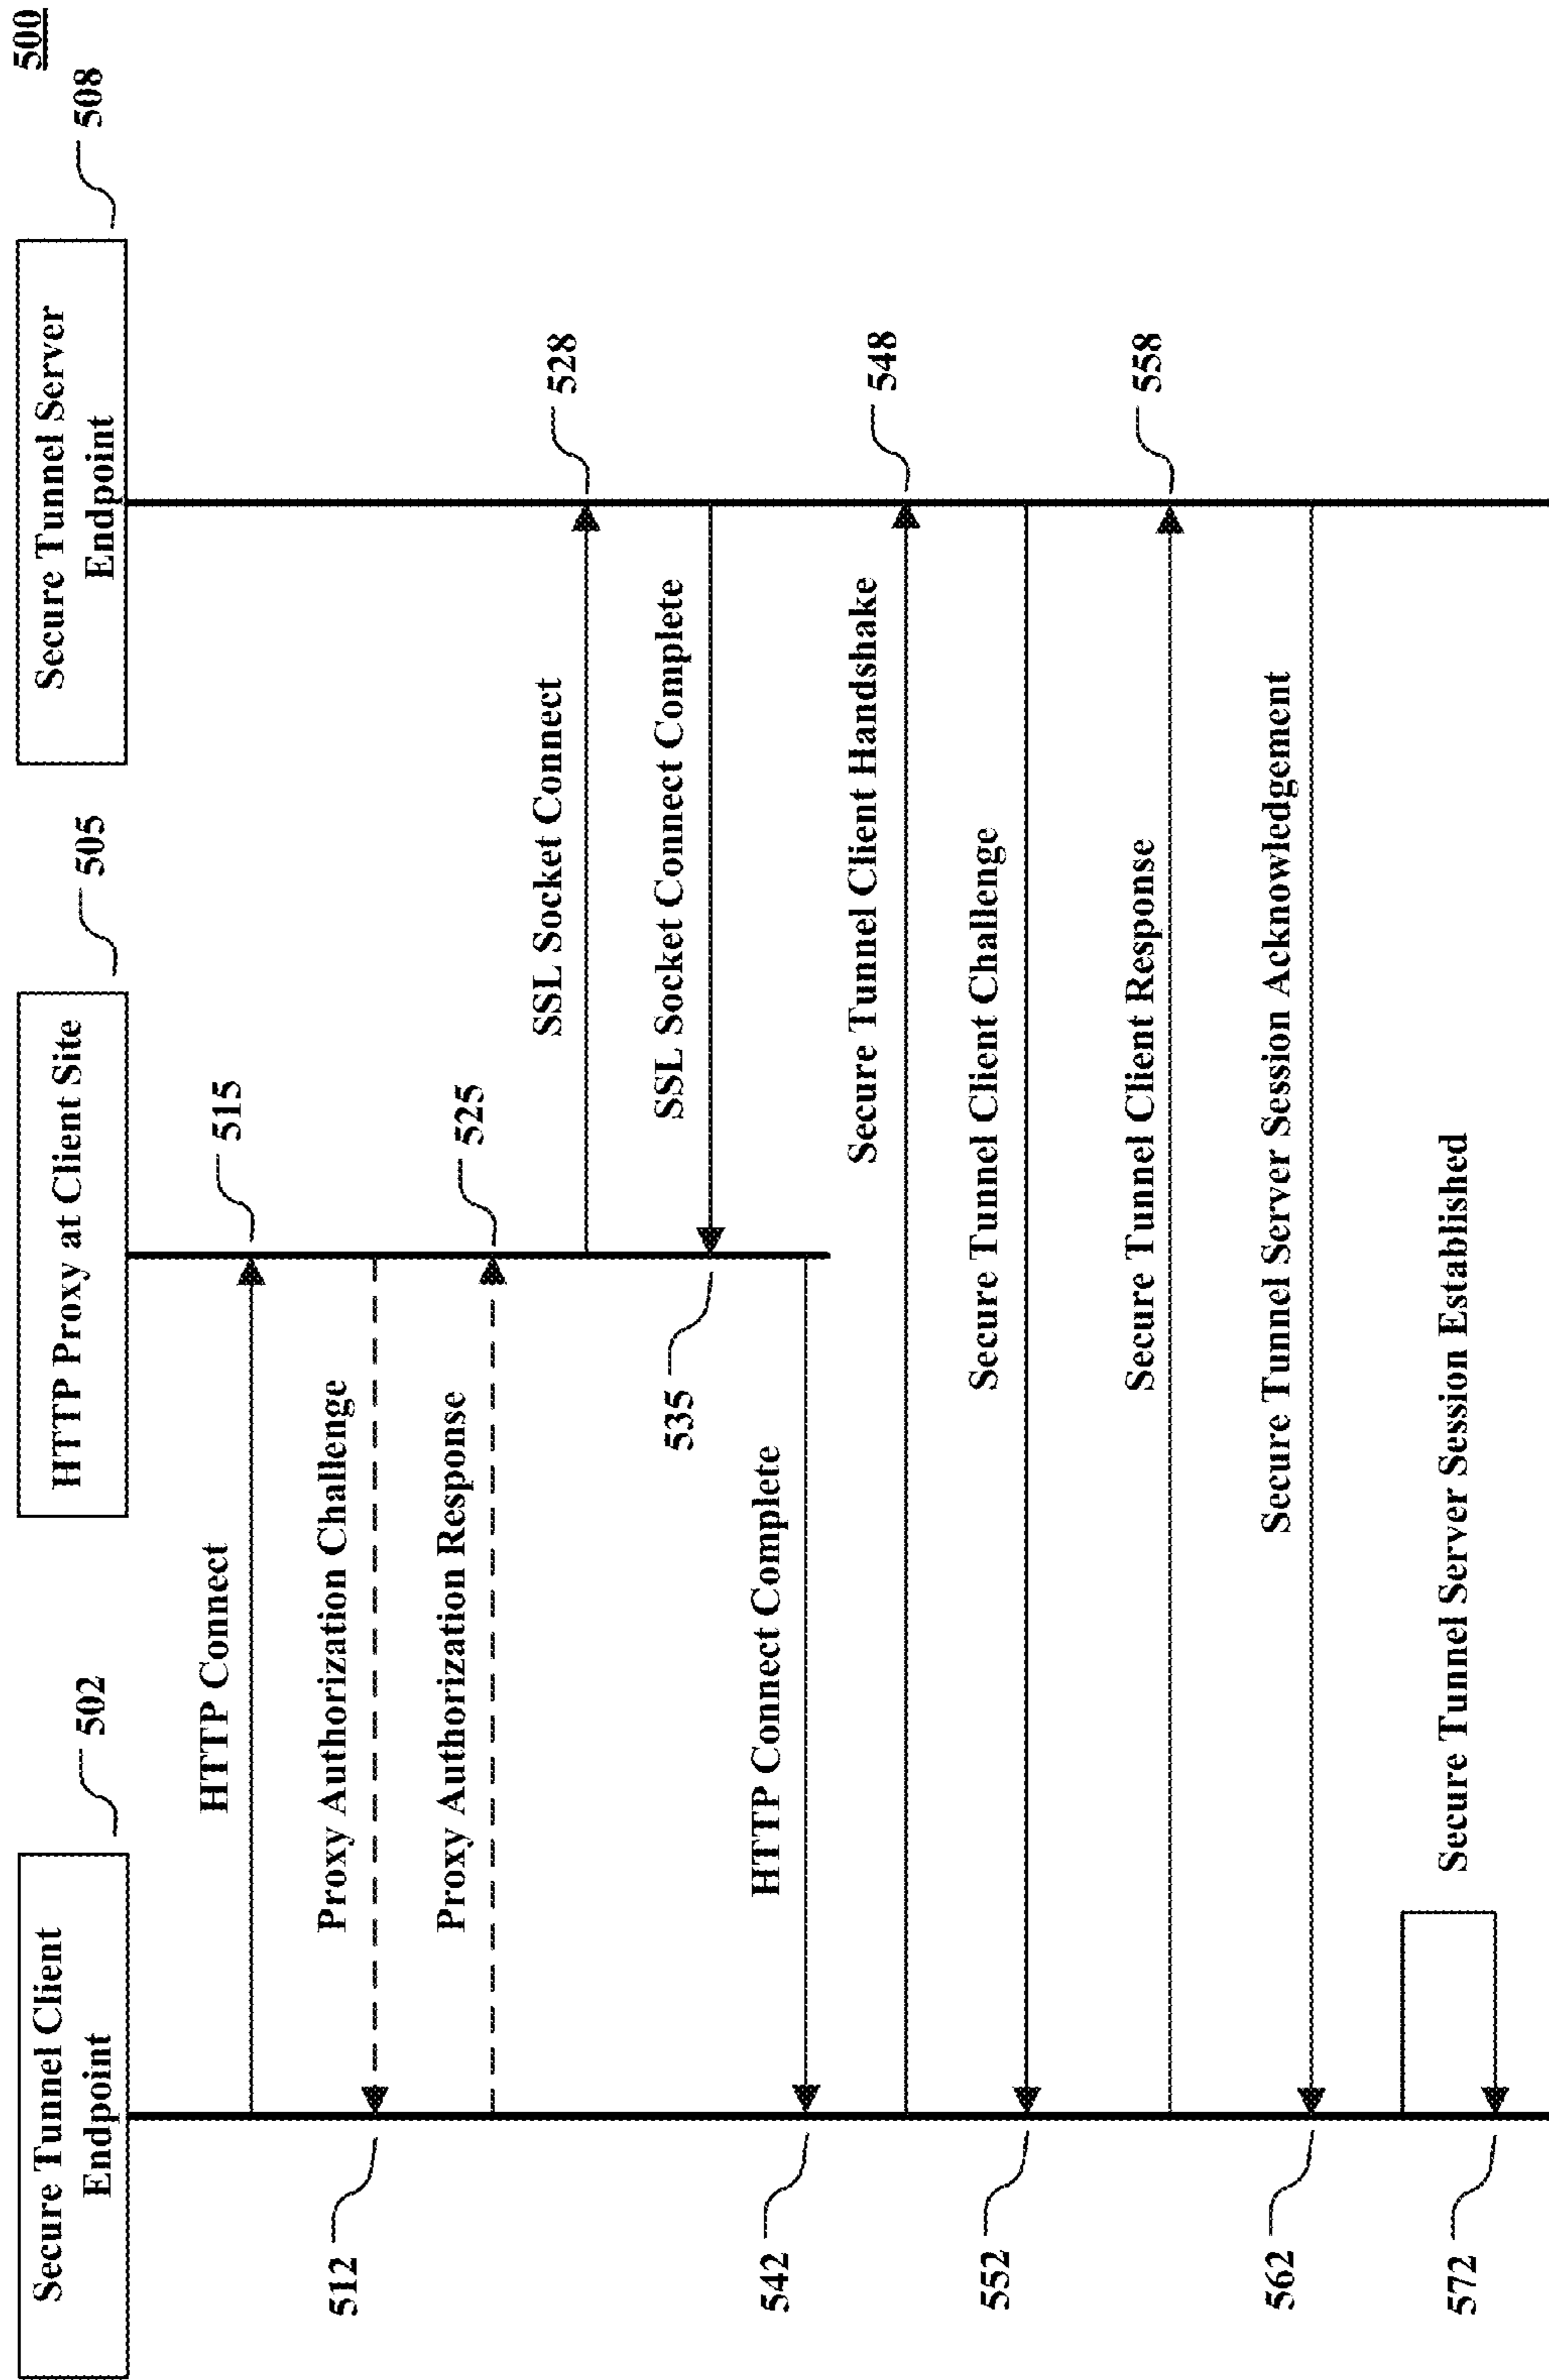 500
Secure Tunnel Client
Endpoint
502
HTTP Proxy at Client Site
505
Secure Tunnel Server
Endpoint
508
HTTP Connect
515
Proxy Authorization Challenge
512
Proxy Authorization Response
525
SSL Socket Connect
528
SSL Socket Connect Complete
535
HTTP Connect Complete
542
Secure Tunnel Client Handshake
548
Secure Tunnel Client Challenge
552
Secure Tunnel Client Response
558
Secure Tunnel Server Session Acknowledgement
562
Secure Tunnel Server Session Established
572